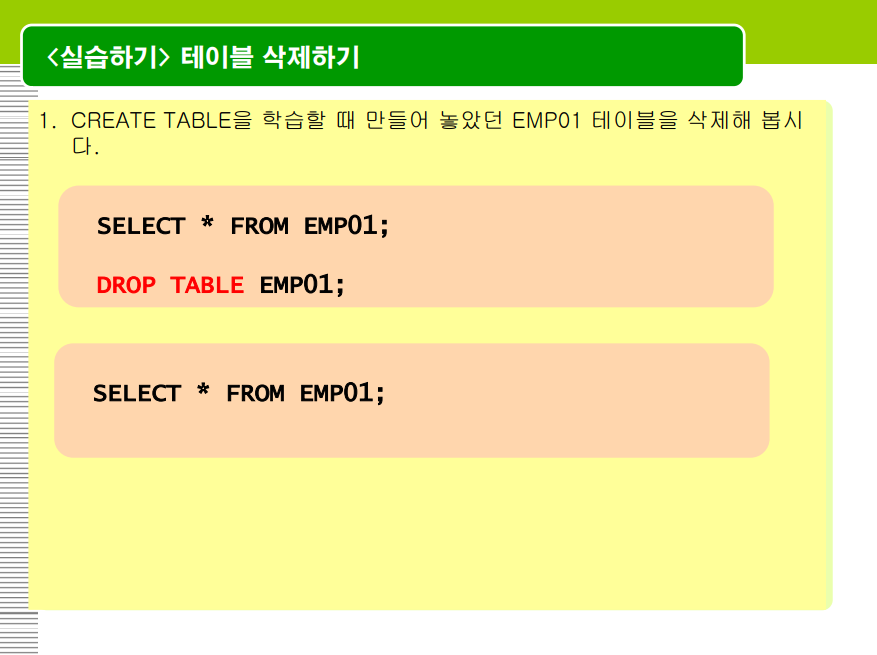 <실습하기> 테이블 삭제하기
1. CREATE TABLE을 학습할 때 만들어 놓았던 EMP01 테이블을 삭제해 봅시
다.
SELECT * FROM EMP01;
DROP TABLE EMP01;
SELECT * FROM EMP01;